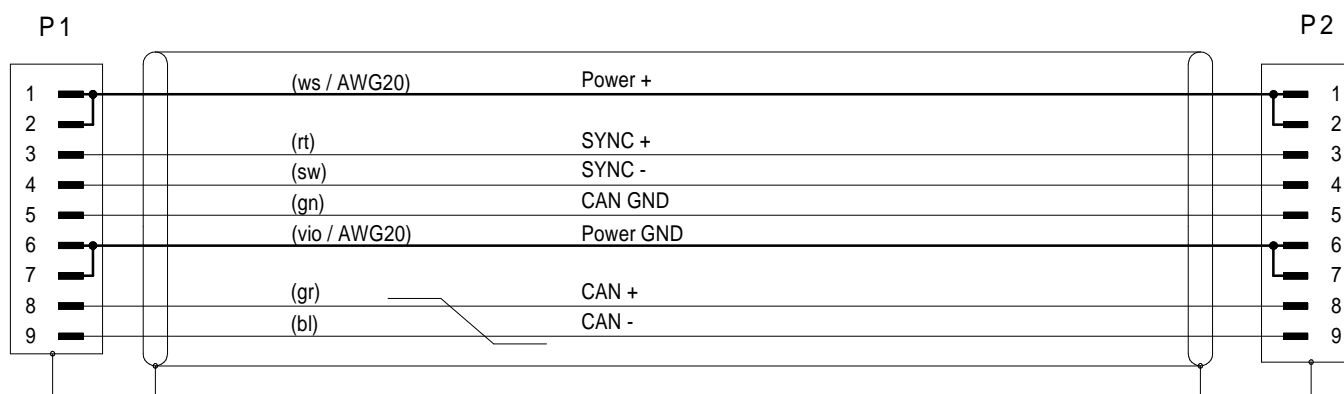 P1 P2
1 (ws / AWG20) Power + 1
2 2
3 (rt) SYNC + 3
4 (sw) SYNC - 4
5 (gn) CAN GND 5
6 (vio / AWG20) Power GND 6
7 7
8 (gr) CAN + 8
9 (bl) CAN - 9